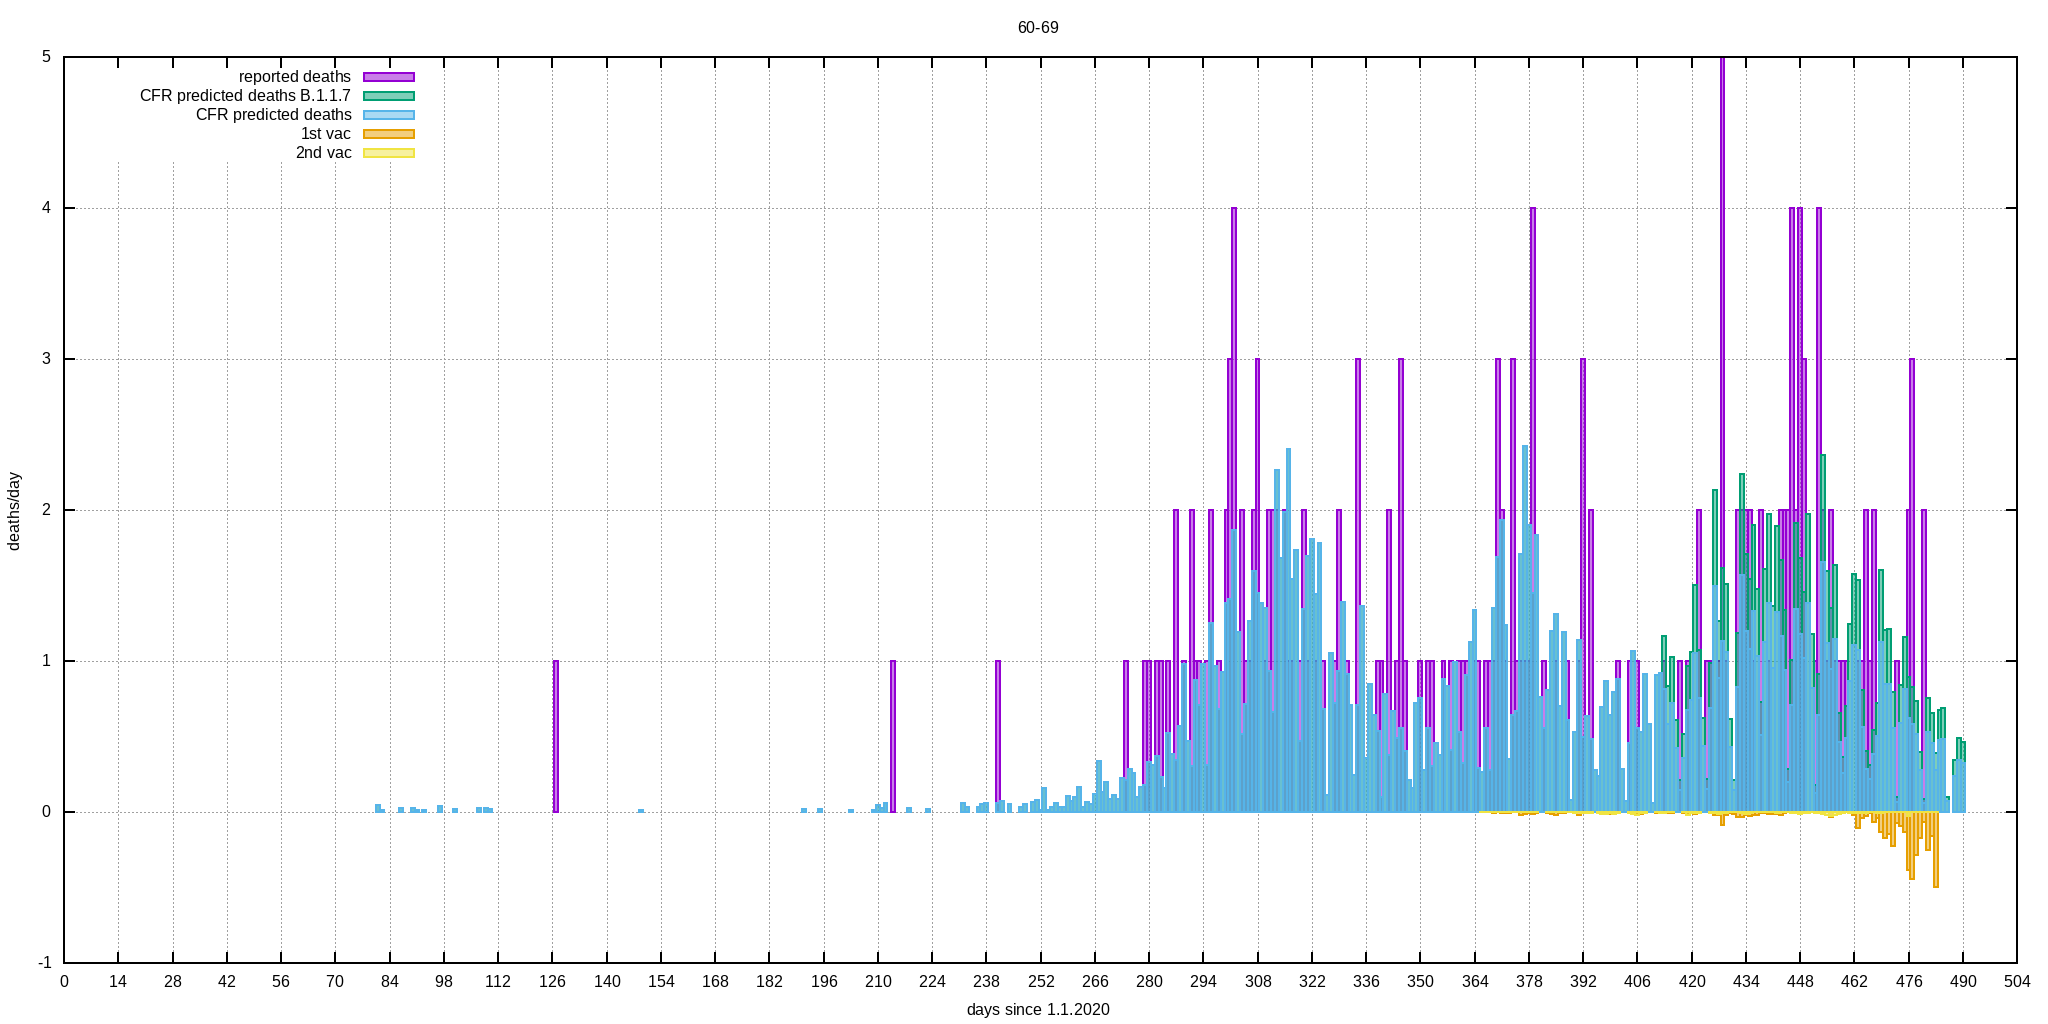 60-69
reported deaths
CFR predicted deaths B.1.1.7
CFR predicted deaths
1st vac
2nd vac
5
4
3
2
1
0
-1
deaths/day
0 14 28 42 56 70 84 98 112 126 140 154 168 182 196 210 224 238 252 266 280 294 308 322 336 350 364 378 392 406 420 434 448 462 476 490 504
days since 1.1.2020